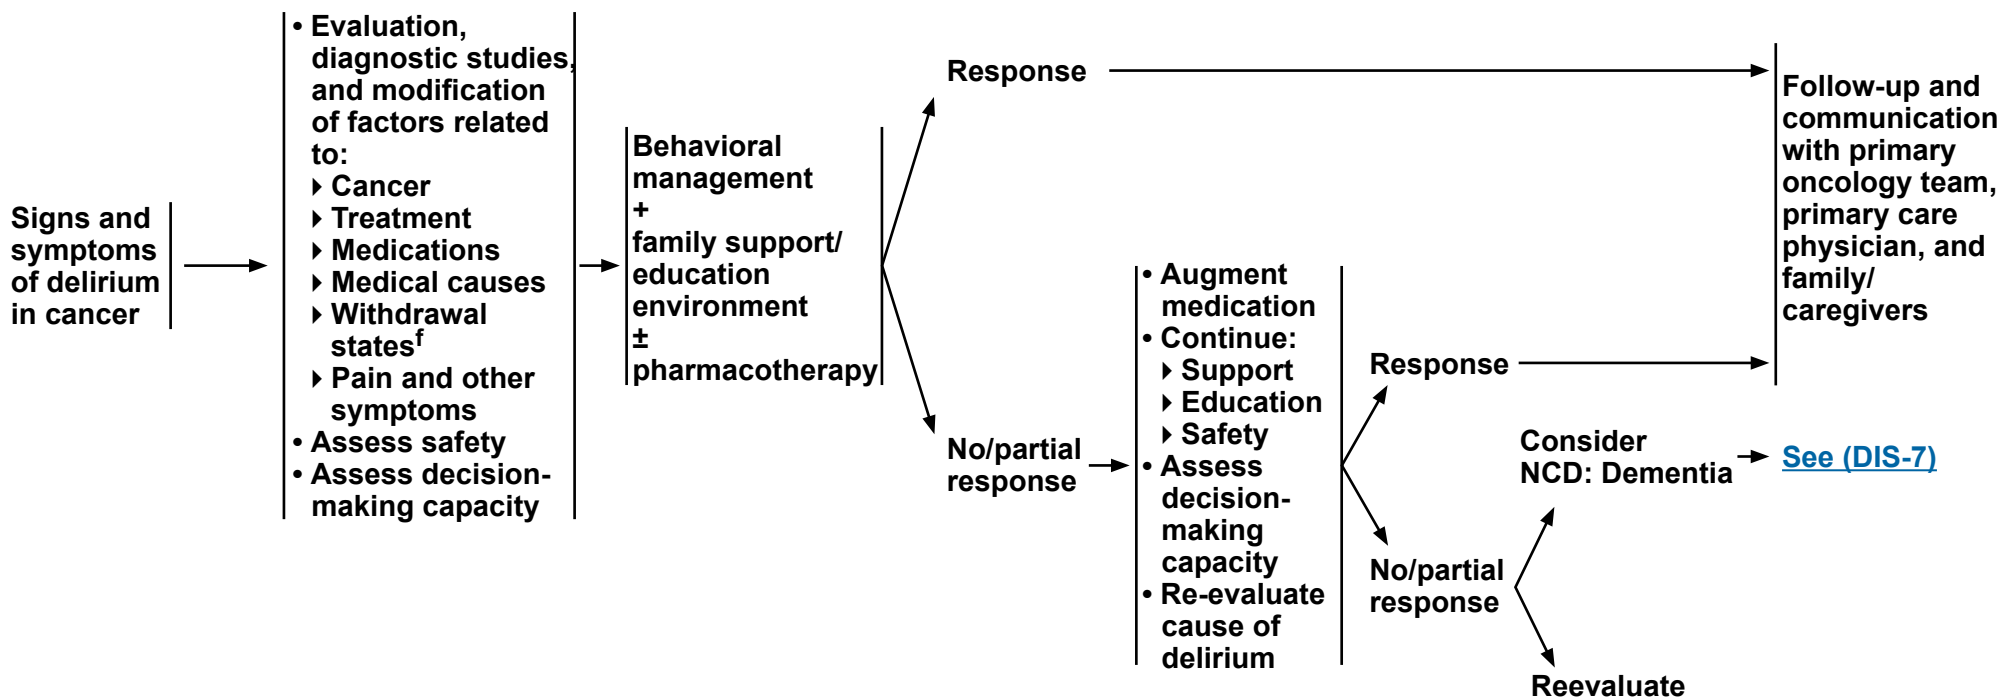 Signs and
symptoms
of delirium
in cancer
• Evaluation,
diagnostic studies,
and modification
of factors related
to:
‣ Cancer
‣ Treatment
‣ Medications
‣ Medical causes
‣ Withdrawal
statesᶠ
‣ Pain and other
symptoms
• Assess safety
• Assess decision-
making capacity
Behavioral
management
+
family support/
education
environment
±
pharmacotherapy
Response
No/partial
response
• Augment
medication
• Continue:
‣ Support
‣ Education
‣ Safety
• Assess
decision-
making
capacity
• Re-evaluate
cause of
delirium
Response
No/partial
response
Consider
NCD: Dementia
Reevaluate
Follow-up and
communication
with primary
oncology team,
primary care
physician, and
family/
caregivers
See (DIS-7)